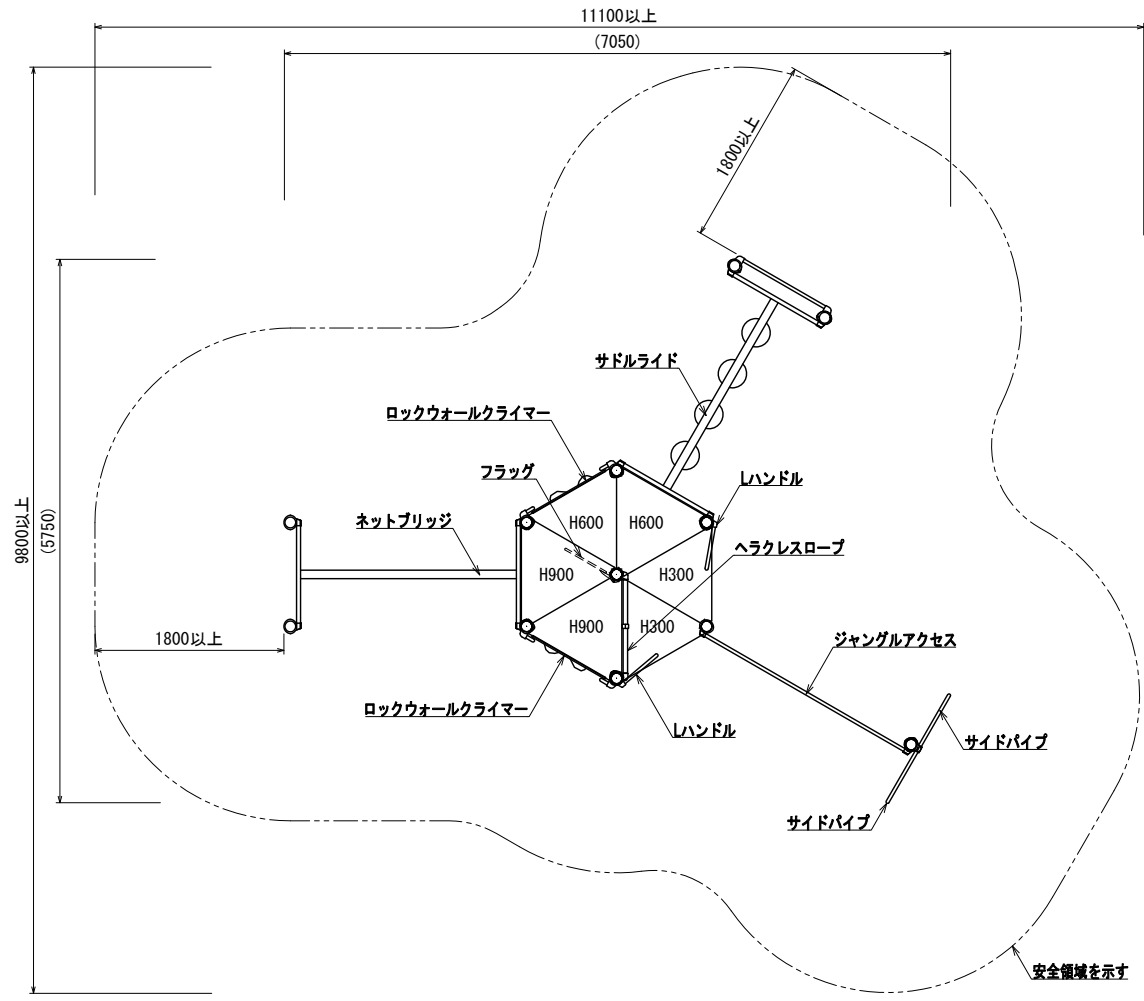 11100以上
(7050)
1800以上
サドルライド
ロックウォールクライマー
フラッグ
Lハンドル
ネットブリッジ
H600
H600
ヘラクレスロープ
9800以上
(5750)
H900
H300
H900
H300
1800以上
ジャングルアクセス
ロックウォールクライマー
Lハンドル
サイドパイプ
サイドパイプ
安全領域を示す